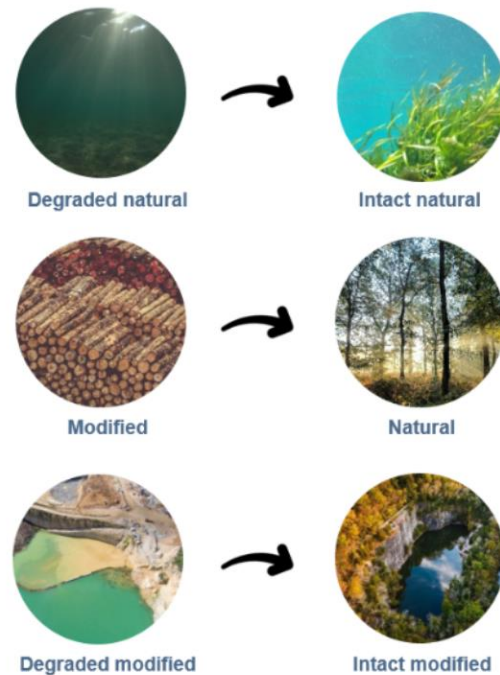 Degraded natural
Intact natural
Modified
Natural
Degraded modified
Intact modified